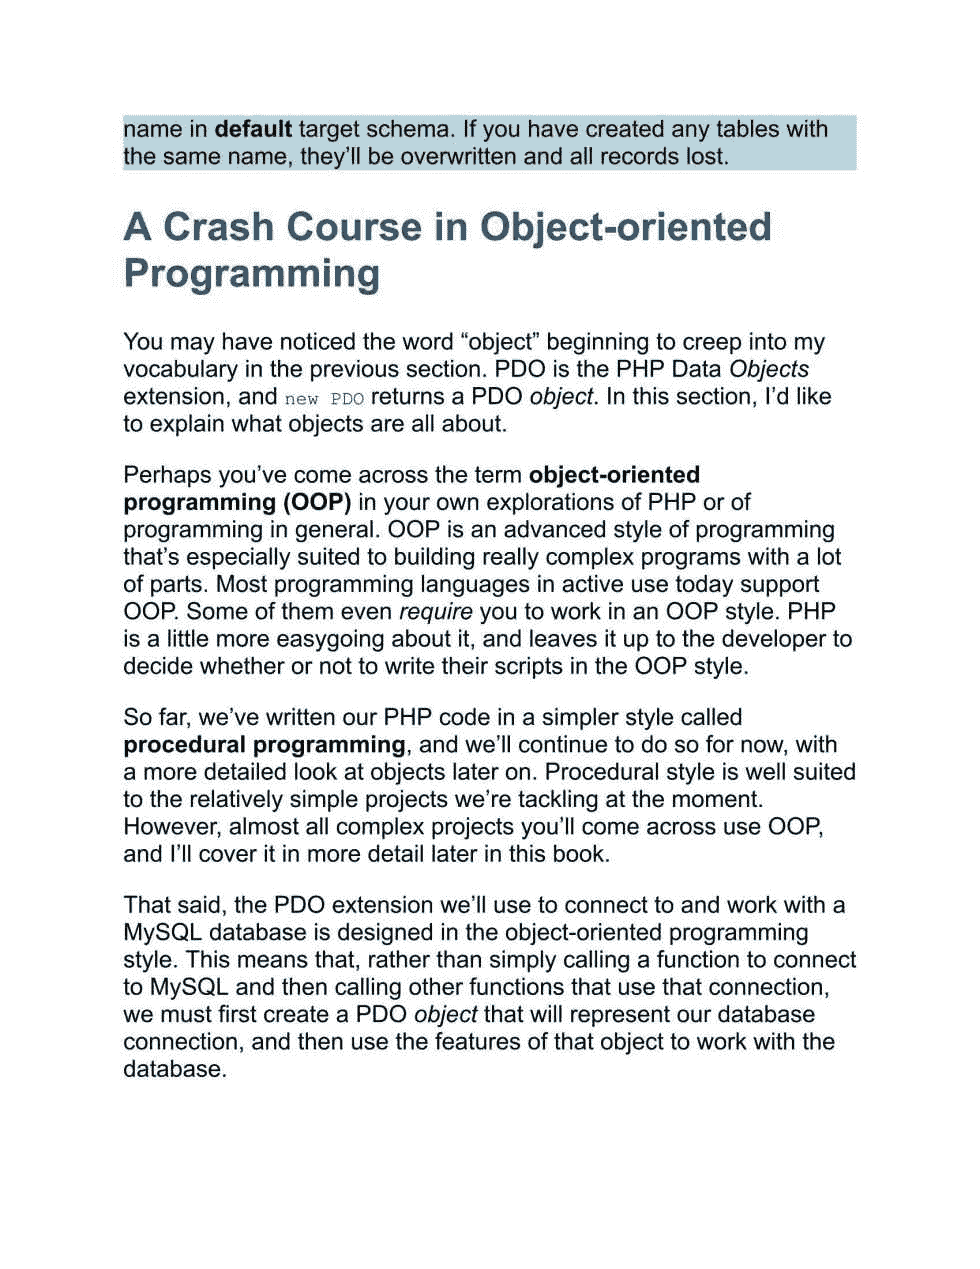 name in default target schema. If you have created any tables with
the same name, they’ll be overwritten and all records lost.
A Crash Course in Object-oriented
Programming
You may have noticed the word “object” beginning to creep into my
vocabulary in the previous section. PDO is the PHP Data Objects
extension, and new PDO returns a PDO object. In this section, I’d like
to explain what objects are all about.
Perhaps you’ve come across the term object-oriented
programming (OOP) in your own explorations of PHP or of
programming in general. OOP is an advanced style of programming
that’s especially suited to building really complex programs with a lot
of parts. Most programming languages in active use today support
OOP. Some of them even require you to work in an OOP style. PHP
is a little more easygoing about it, and leaves it up to the developer to
decide whether or not to write their scripts in the OOP style.
So far, we’ve written our PHP code in a simpler style called
procedural programming, and we’ll continue to do so for now, with
a more detailed look at objects later on. Procedural style is well suited
to the relatively simple projects we’re tackling at the moment.
However, almost all complex projects you’ll come across use OOP,
and I’ll cover it in more detail later in this book.
That said, the PDO extension we’ll use to connect to and work with a
MySQL database is designed in the object-oriented programming
style. This means that, rather than simply calling a function to connect
to MySQL and then calling other functions that use that connection,
we must first create a PDO object that will represent our database
connection, and then use the features of that object to work with the
database.